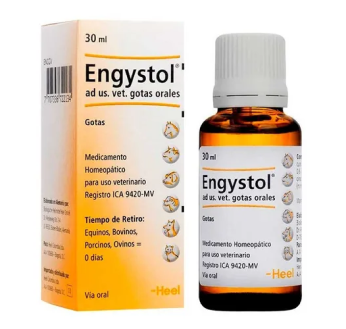 30 ml
Engystol®
ad us. vet. gotas orales
Gotas
Medicamento
Homeopático
para uso veterinario
Registro ICA 9420-MV
Tiempo de Retiro:
Equinos, Bovinos,
Porcinos, Ovinos =
0 días
Vía oral
-Heel
30 ml
Engystol®
ad us. vet. gotas orales
Gotas
Medicamento Homeopático
para uso veterinario
Registro ICA 9420-MV
Vía oral
-Heel